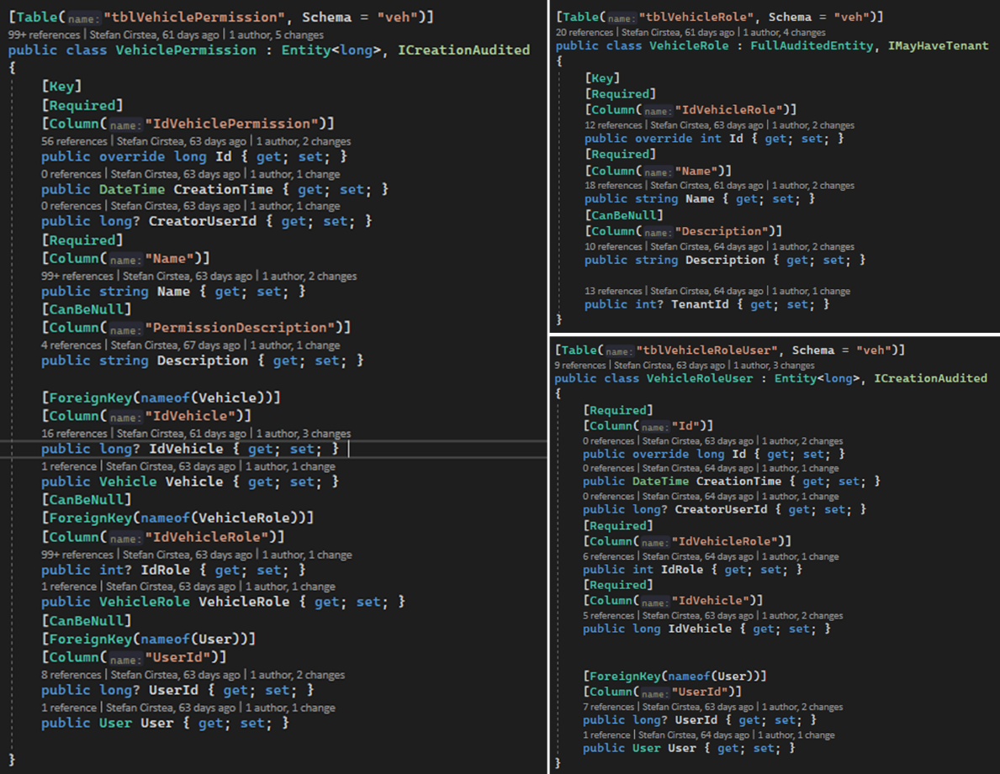 [Table(name:"tblVehiclePermission", Schema = "veh")]
99+ references | Stefan Cirstea, 61 days ago | 1 author, 5 changes
public class VehiclePermission : Entity<long>, ICreationAudited
{
[Key]
[Required]
[Column(name:"IdVehiclePermission")]
56 references | Stefan Cirstea, 63 days ago | 1 author, 2 changes
public override long Id { get; set; }
0 references | Stefan Cirstea, 63 days ago | 1 author, 1 change
public DateTime CreationTime { get; set; }
0 references | Stefan Cirstea, 63 days ago | 1 author, 1 change
public long? CreatorUserId { get; set; }
[Required]
[Column(name:"Name")]
99+ references | Stefan Cirstea, 63 days ago | 1 author, 2 changes
public string Name { get; set; }
[CanBeNull]
[Column(name:"PermissionDescription")]
4 references | Stefan Cirstea, 67 days ago | 1 author, 1 change
public string Description { get; set; }
[ForeignKey(nameof(Vehicle))]
[Column(name:"IdVehicle")]
16 references | Stefan Cirstea, 61 days ago | 1 author, 3 changes
public long? IdVehicle { get; set; }
1 reference | Stefan Cirstea, 63 days ago | 1 author, 1 change
public Vehicle Vehicle { get; set; }
[CanBeNull]
[ForeignKey(nameof(VehicleRole))]
[Column(name:"IdVehicleRole")]
99+ references | Stefan Cirstea, 63 days ago | 1 author, 1 change
public int? IdRole { get; set; }
1 reference | Stefan Cirstea, 63 days ago | 1 author, 1 change
public VehicleRole VehicleRole { get; set; }
[CanBeNull]
[ForeignKey(nameof(User))]
[Column(name:"UserId")]
8 references | Stefan Cirstea, 63 days ago | 1 author, 2 changes
public long? UserId { get; set; }
1 reference | Stefan Cirstea, 63 days ago | 1 author, 1 change
public User User { get; set; }
}
[Table(name:"tblVehicleRole", Schema = "veh")]
20 references | Stefan Cirstea, 61 days ago | 1 author, 4 changes
public class VehicleRole : FullAuditedEntity, IMayHaveTenant
{
[Key]
[Required]
[Column(name:"IdVehicleRole")]
12 references | Stefan Cirstea, 63 days ago | 1 author, 2 changes
public override int Id { get; set; }
[Required]
[Column(name:"Name")]
18 references | Stefan Cirstea, 61 days ago | 1 author, 2 changes
public string Name { get; set; }
[CanBeNull]
[Column(name:"Description")]
10 references | Stefan Cirstea, 64 days ago | 1 author, 2 changes
public string Description { get; set; }
13 references | Stefan Cirstea, 64 days ago | 1 author, 1 change
public int? TenantId { get; set; }
}
[Table(name:"tblVehicleRoleUser", Schema = "veh")]
9 references | Stefan Cirstea, 63 days ago | 1 author, 3 changes
public class VehicleRoleUser : Entity<long>, ICreationAudited
{
[Required]
[Column(name:"Id")]
0 references | Stefan Cirstea, 63 days ago | 1 author, 2 changes
public override long Id { get; set; }
0 references | Stefan Cirstea, 64 days ago | 1 author, 1 change
public DateTime CreationTime { get; set; }
0 references | Stefan Cirstea, 64 days ago | 1 author, 1 change
public long? CreatorUserId { get; set; }
[Required]
[Column(name:"IdVehicleRole")]
6 references | Stefan Cirstea, 64 days ago | 1 author, 1 change
public int IdRole { get; set; }
[Required]
[Column(name:"IdVehicle")]
5 references | Stefan Cirstea, 63 days ago | 1 author, 2 changes
public long IdVehicle { get; set; }
[ForeignKey(nameof(User))]
[Column(name:"UserId")]
7 references | Stefan Cirstea, 63 days ago | 1 author, 2 changes
public long? UserId { get; set; }
1 reference | Stefan Cirstea, 64 days ago | 1 author, 1 change
public User User { get; set; }
}